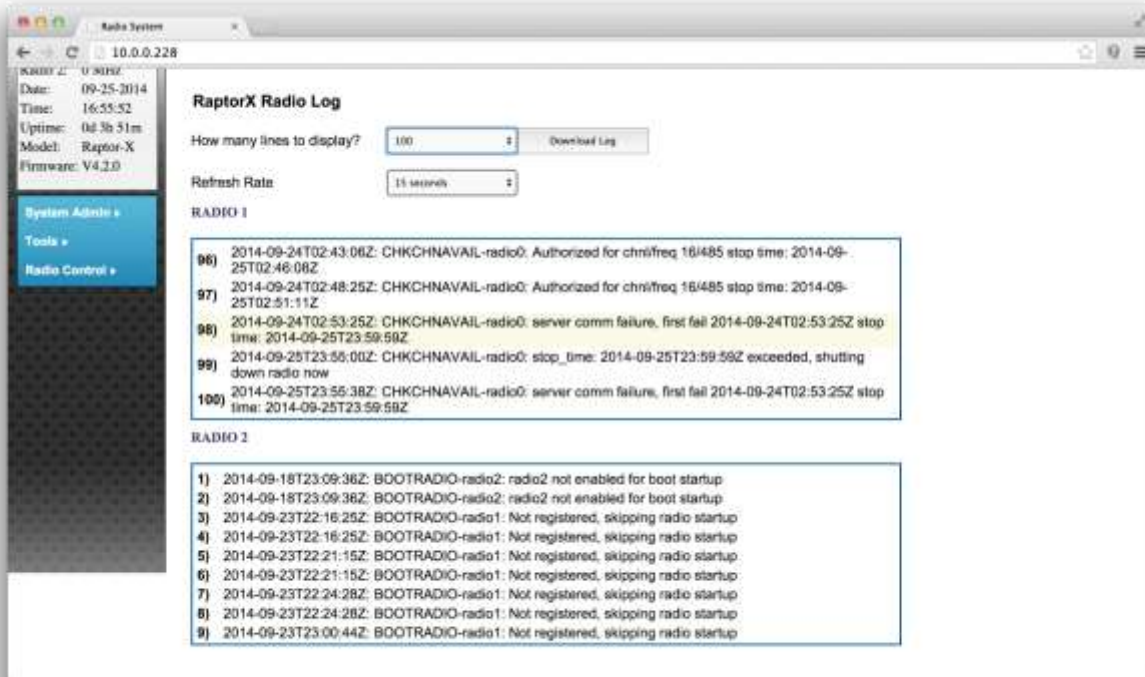 Radio System
10.0.0.228
Radio 2: 0 MHz
Date: 09-25-2014
Time: 16:55:52
Uptime: 0d 3h 51m
Model: Raptor-X
Firmware: V4.2.0
System Admin »
Tools »
Radio Control »
RaptorX Radio Log
How many lines to display? 100 Download Log
Refresh Rate 15 seconds
RADIO 1
96) 2014-09-24T02:43:06Z: CHKCHNAVAIL-radio0: Authorized for chnl/freq 16/485 stop time: 2014-09-
25T02:46:08Z
97) 2014-09-24T02:48:25Z: CHKCHNAVAIL-radio0: Authorized for chnl/freq 16/485 stop time: 2014-09-
25T02:51:11Z
98) 2014-09-24T02:53:25Z: CHKCHNAVAIL-radio0: server comm failure, first fail 2014-09-24T02:53:25Z stop
time: 2014-09-25T23:59:59Z
99) 2014-09-25T23:55:00Z: CHKCHNAVAIL-radio0: stop_time: 2014-09-25T23:59:59Z exceeded, shutting
down radio now
100) 2014-09-25T23:55:38Z: CHKCHNAVAIL-radio0: server comm failure, first fail 2014-09-24T02:53:25Z stop
time: 2014-09-25T23:59:59Z
RADIO 2
1) 2014-09-18T23:09:36Z: BOOTRADIO-radio2: radio2 not enabled for boot startup
2) 2014-09-18T23:09:36Z: BOOTRADIO-radio2: radio2 not enabled for boot startup
3) 2014-09-23T22:16:25Z: BOOTRADIO-radio1: Not registered, skipping radio startup
4) 2014-09-23T22:16:25Z: BOOTRADIO-radio1: Not registered, skipping radio startup
5) 2014-09-23T22:21:15Z: BOOTRADIO-radio1: Not registered, skipping radio startup
6) 2014-09-23T22:21:15Z: BOOTRADIO-radio1: Not registered, skipping radio startup
7) 2014-09-23T22:24:28Z: BOOTRADIO-radio1: Not registered, skipping radio startup
8) 2014-09-23T22:24:28Z: BOOTRADIO-radio1: Not registered, skipping radio startup
9) 2014-09-23T23:00:44Z: BOOTRADIO-radio1: Not registered, skipping radio startup